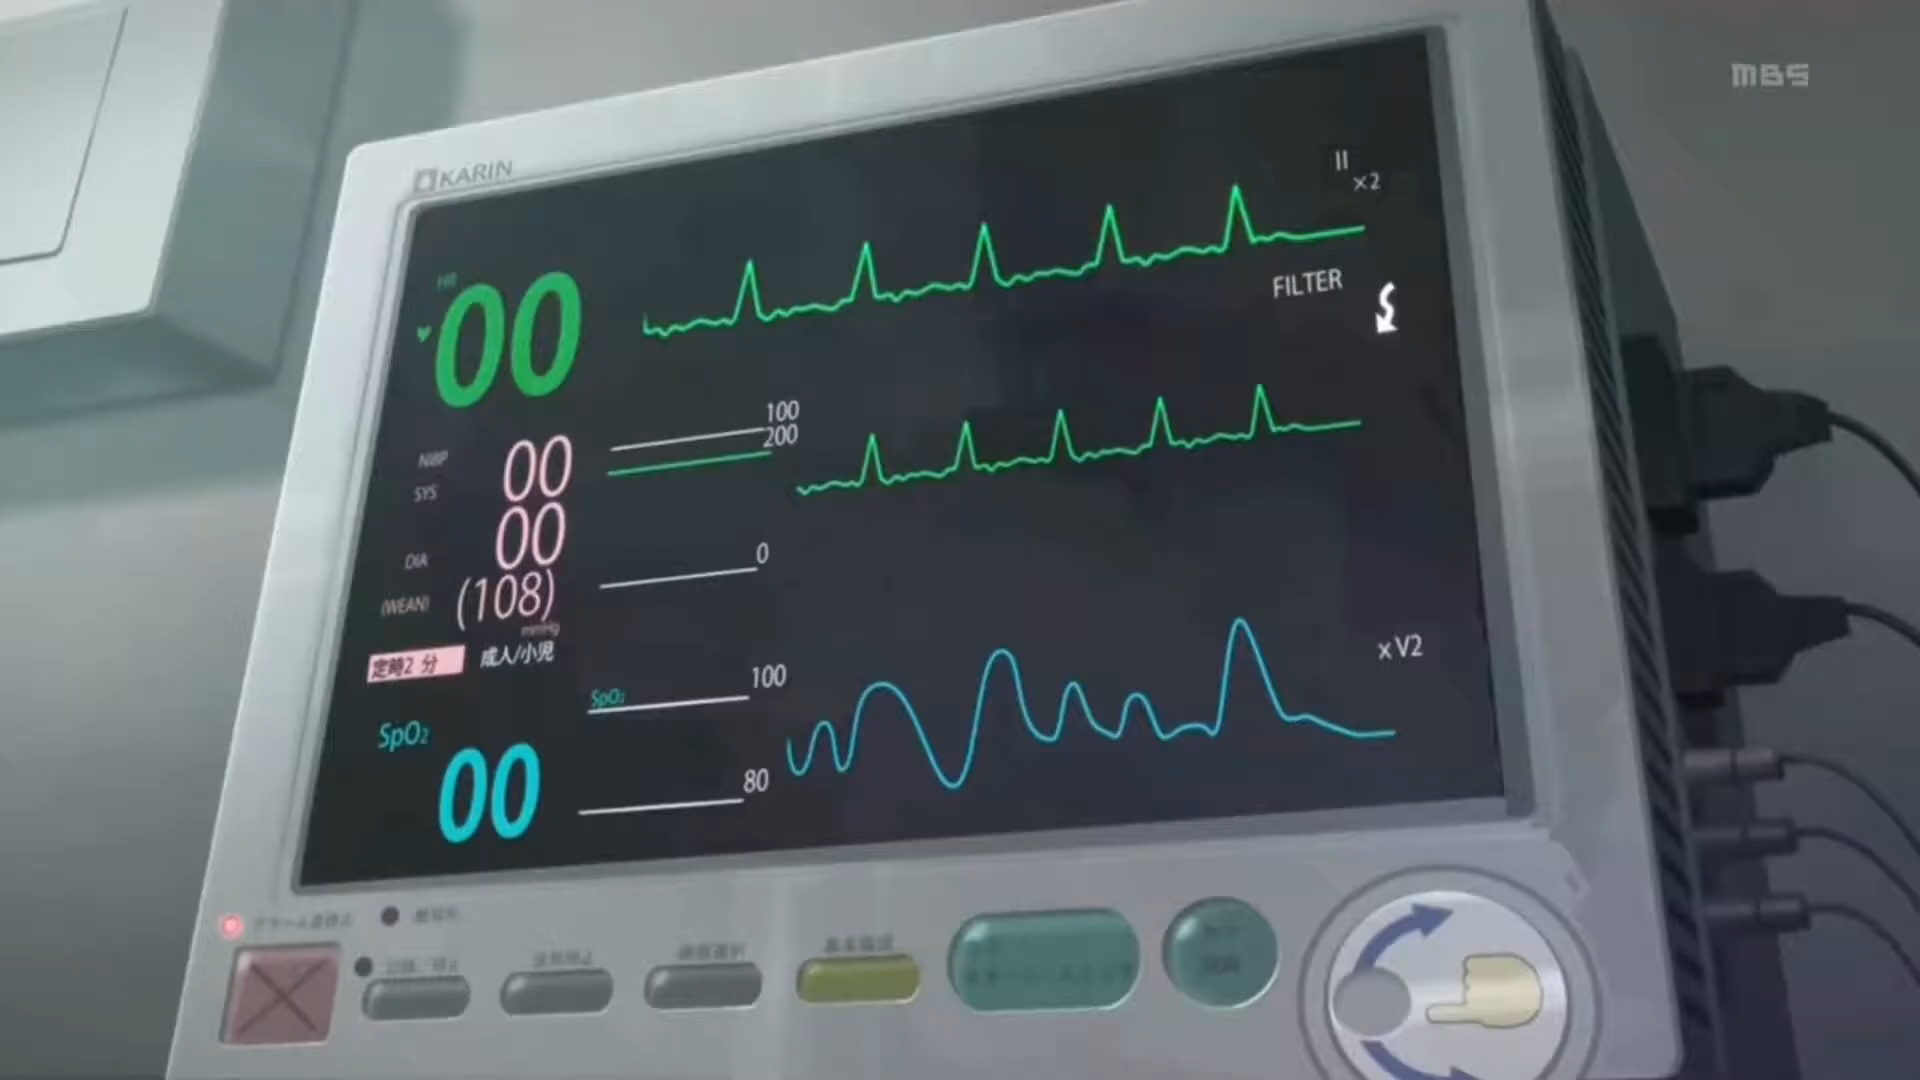 MBS
KARIN
II
×2
HR
00
FILTER
100
200
NIBP
SYS
00
00
DIA
0
(WEAN)
(108)
mmHg
定時2 分
成人/小児
x V2
SpO₂
100
SpO₂
00
80